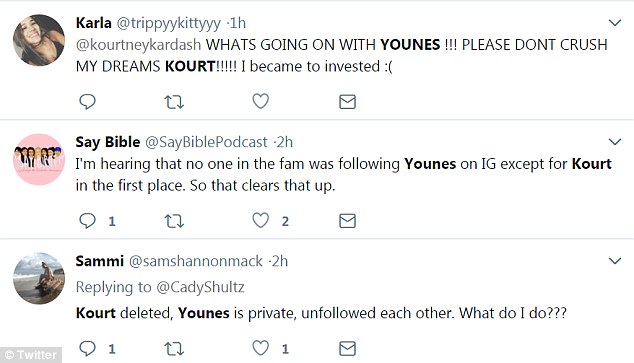 Karla @trippyykittyyy ·1h
@kourtneykardash WHATS GOING ON WITH YOUNES !!! PLEASE DONT CRUSH
MY DREAMS KOURT!!!!! I became to invested :(
Say Bible @SayBiblePodcast ·2h
I'm hearing that no one in the fam was following Younes on IG except for Kourt
in the first place. So that clears that up.
1 2
Sammi @samshannonmack ·2h
Replying to @CadyShultz
Kourt deleted, Younes is private, unfollowed each other. What do I do???
1 1
© Twitter